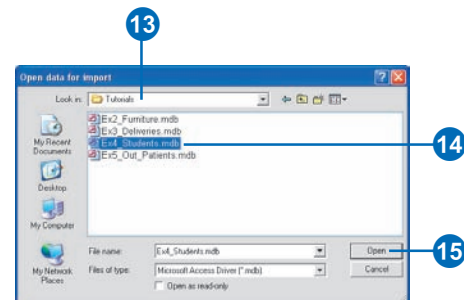 13
Open data for import
Look in: Tutorials
Ex2_Furniture.mdb
Ex3_Deliveries.mdb
Ex4_Students.mdb
Ex5_Out_Patients.mdb
14
My Recent
Documents
Desktop
My Computer
My Network
Places
File name: Ex4_Students.mdb Open
15
Files of type: Microsoft Access Driver (*.mdb) Cancel
Open as read-only